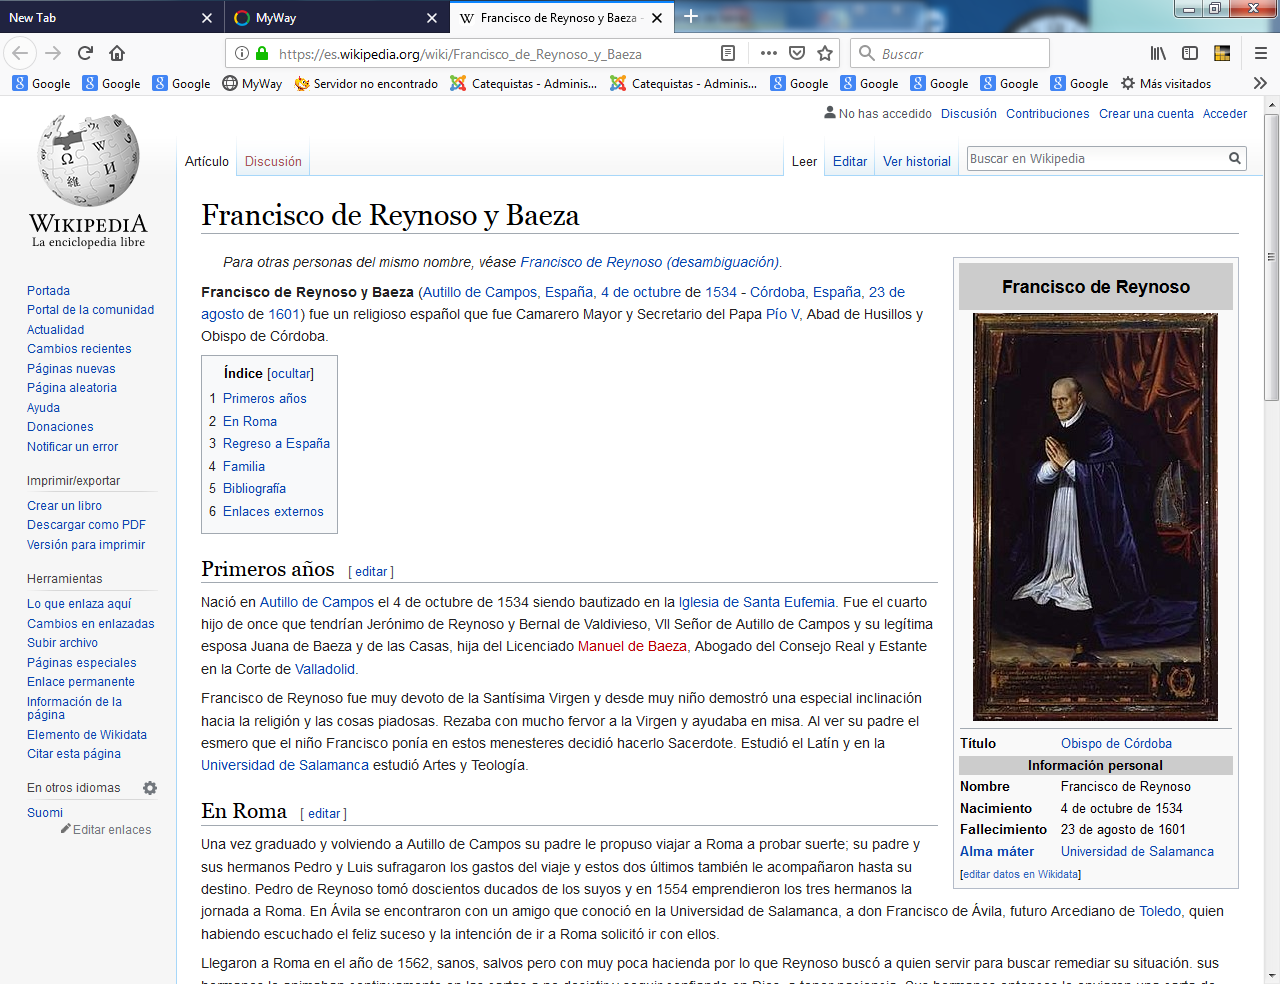 New Tab
MyWay
Francisco de Reynoso y Baeza -
https://es.wikipedia.org/wiki/Francisco_de_Reynoso_y_Baeza
Buscar
Google
Google
Google
MyWay
Servidor no encontrado
Catequistas - Adminis...
Catequistas - Adminis...
Google
Google
Google
Google
Google
Más visitados
No has accedido
Discusión
Contribuciones
Crear una cuenta
Acceder
WIKIPEDIA
La enciclopedia libre
Artículo
Discusión
Leer
Editar
Ver historial
Buscar en Wikipedia
Portada
Portal de la comunidad
Actualidad
Cambios recientes
Páginas nuevas
Página aleatoria
Ayuda
Donaciones
Notificar un error
Imprimir/exportar
Crear un libro
Descargar como PDF
Versión para imprimir
Herramientas
Lo que enlaza aquí
Cambios en enlazadas
Subir archivo
Páginas especiales
Enlace permanente
Información de la
página
Elemento de Wikidata
Citar esta página
En otros idiomas
Suomi
Editar enlaces
Francisco de Reynoso y Baeza
Para otras personas del mismo nombre, véase Francisco de Reynoso (desambiguación).
Francisco de Reynoso y Baeza (Autillo de Campos, España, 4 de octubre de 1534 - Córdoba, España, 23 de
agosto de 1601) fue un religioso español que fue Camarero Mayor y Secretario del Papa Pío V, Abad de Husillos y
Obispo de Córdoba.
Índice [ocultar]
1 Primeros años
2 En Roma
3 Regreso a España
4 Familia
5 Bibliografía
6 Enlaces externos
Primeros años [ editar ]
Nació en Autillo de Campos el 4 de octubre de 1534 siendo bautizado en la Iglesia de Santa Eufemia. Fue el cuarto
hijo de once que tendrían Jerónimo de Reynoso y Bernal de Valdivieso, VII Señor de Autillo de Campos y su legítima
esposa Juana de Baeza y de las Casas, hija del Licenciado Manuel de Baeza, Abogado del Consejo Real y Estante
en la Corte de Valladolid.
Francisco de Reynoso fue muy devoto de la Santísima Virgen y desde muy niño demostró una especial inclinación
hacia la religión y las cosas piadosas. Rezaba con mucho fervor a la Virgen y ayudaba en misa. Al ver su padre el
esmero que el niño Francisco ponía en estos menesteres decidió hacerlo Sacerdote. Estudió el Latín y en la
Universidad de Salamanca estudió Artes y Teología.
En Roma [ editar ]
Una vez graduado y volviendo a Autillo de Campos su padre le propuso viajar a Roma a probar suerte; su padre y
sus hermanos Pedro y Luis sufragaron los gastos del viaje y estos dos últimos también le acompañaron hasta su
destino. Pedro de Reynoso tomó doscientos ducados de los suyos y en 1554 emprendieron los tres hermanos la
jornada a Roma. En Ávila se encontraron con un amigo que conoció en la Universidad de Salamanca, a don Francisco de Ávila, futuro Arcediano de Toledo, quien
habiendo escuchado el feliz suceso y la intención de ir a Roma solicitó ir con ellos.
Llegaron a Roma en el año de 1562, sanos, salvos pero con muy poca hacienda por lo que Reynoso buscó a quien servir para buscar remediar su situación. sus
Francisco de Reynoso
Título Obispo de Córdoba
Información personal
Nombre Francisco de Reynoso
Nacimiento 4 de octubre de 1534
Fallecimiento 23 de agosto de 1601
Alma máter Universidad de Salamanca
[editar datos en Wikidata]